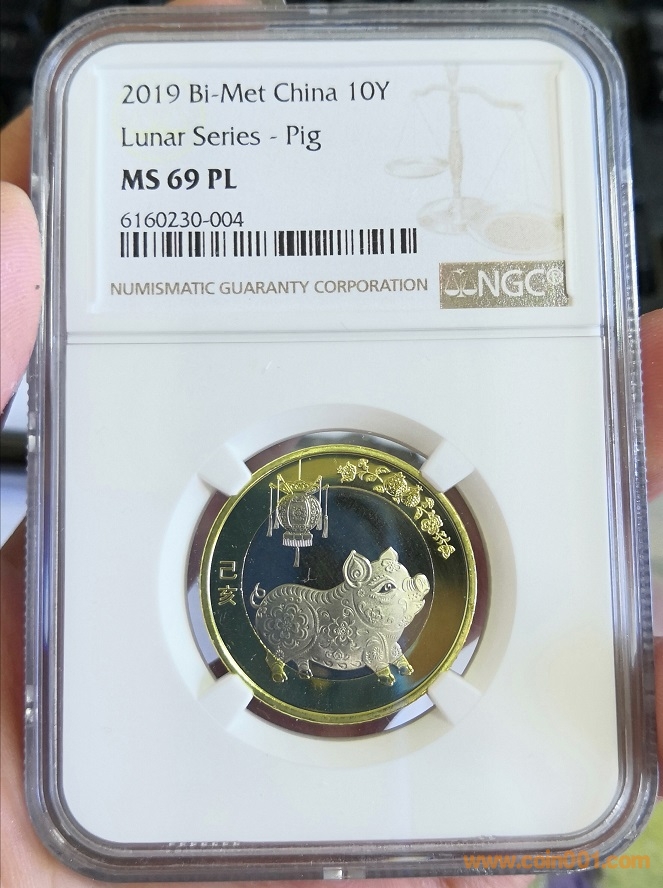 2019 Bi-Met China 10Y
Lunar Series - Pig
MS 69 PL
6160230-004
NUMISMATIC GUARANTY CORPORATION
NGC®
己亥
www.coin001.com